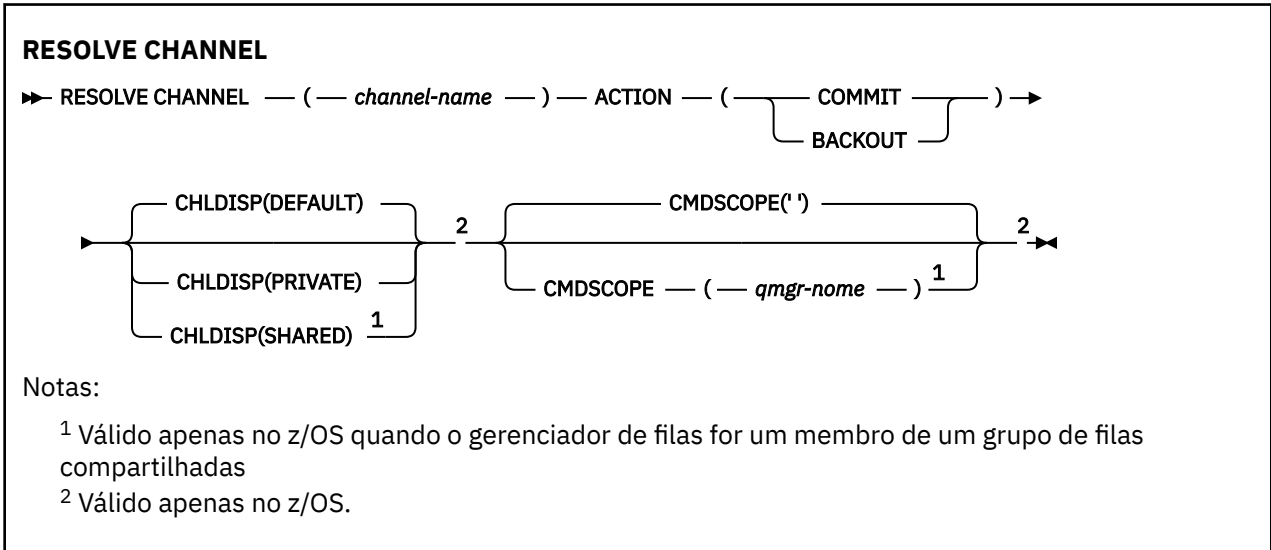 RESOLVE CHANNEL
RESOLVE CHANNEL ( channel-name ) ACTION ( COMMIT )
BACKOUT
CHLDISP(DEFAULT) 2 CMDSCOPE(' ') 2
CHLDISP(PRIVATE) CMDSCOPE ( qmgr-nome ) 1
CHLDISP(SHARED) 1
Notas:
1 Válido apenas no z/OS quando o gerenciador de filas for um membro de um grupo de filas
compartilhadas
2 Válido apenas no z/OS.